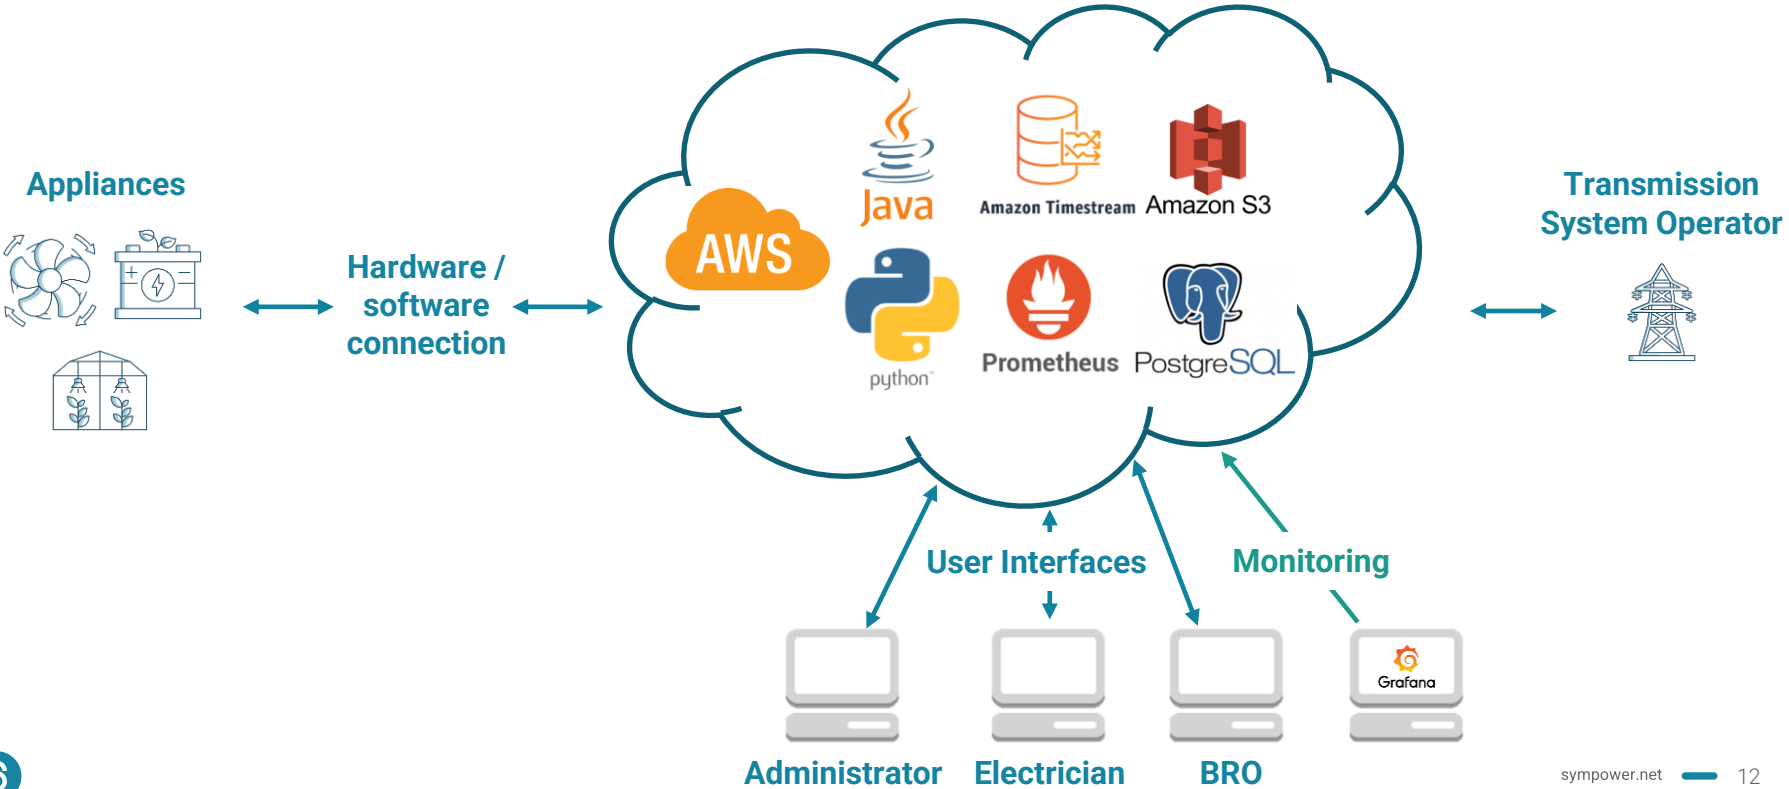 Appliances
Hardware /
software
connection
AWS
Java
Amazon Timestream
Amazon S3
python
Prometheus
PostgreSQL
Transmission
System Operator
User Interfaces
Monitoring
Grafana
Administrator
Electrician
BRO
sympower.net
12